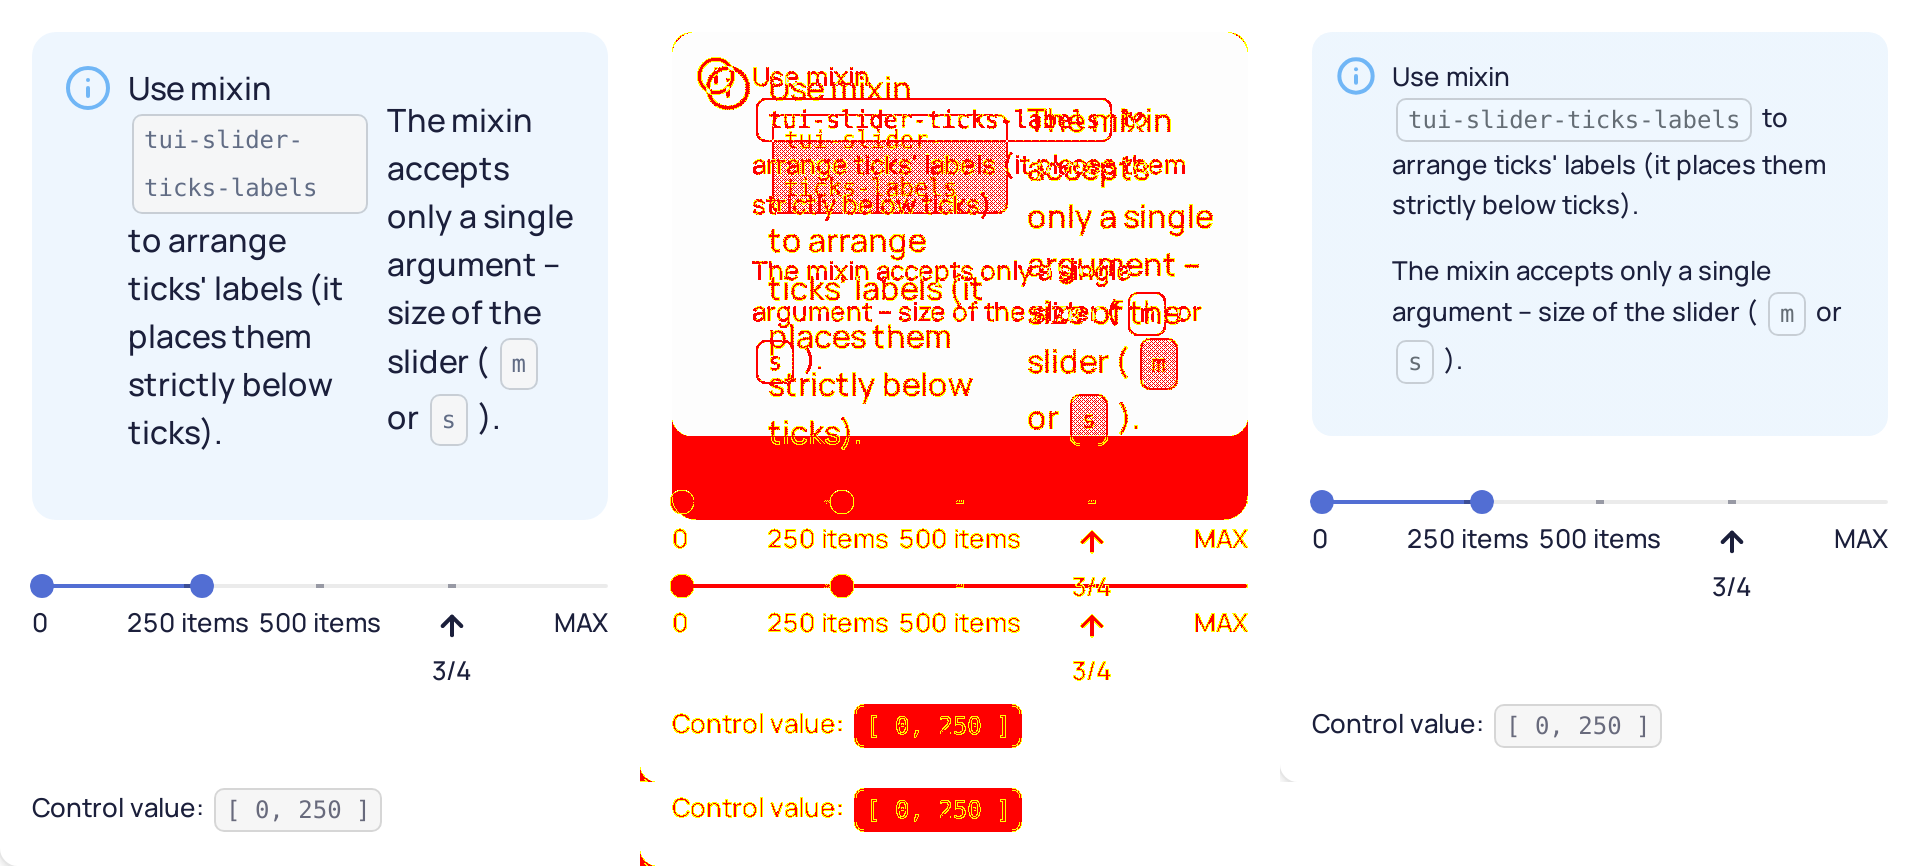 Use mixin
tui-slider-
ticks-labels
to arrange
ticks' labels (it
places them
strictly below
ticks).
The mixin
accepts
only a single
argument –
size of the
slider ( m
or s ).
0 250 items 500 items MAX
3/4
Control value: [ 0, 250 ]
Use mixin
tui-slider-ticks-labels to
arrange ticks' labels (it places them
strictly below ticks).
The mixin accepts only a single
argument – size of the slider ( m or
s ).
Use mixin
tui-slider-
ticks-labels
to arrange
ticks' labels (it
places them
strictly below
ticks).
The mixin
accepts
only a single
argument –
size of the
slider ( m
or s ).
0 250 items 500 items MAX
3/4
0 250 items 500 items MAX
3/4
Control value: [ 0, 250 ]
Control value: [ 0, 250 ]
Use mixin
tui-slider-ticks-labels to
arrange ticks' labels (it places them
strictly below ticks).
The mixin accepts only a single
argument – size of the slider ( m or
s ).
0 250 items 500 items ↑ MAX
3/4
Control value: [ 0, 250 ]